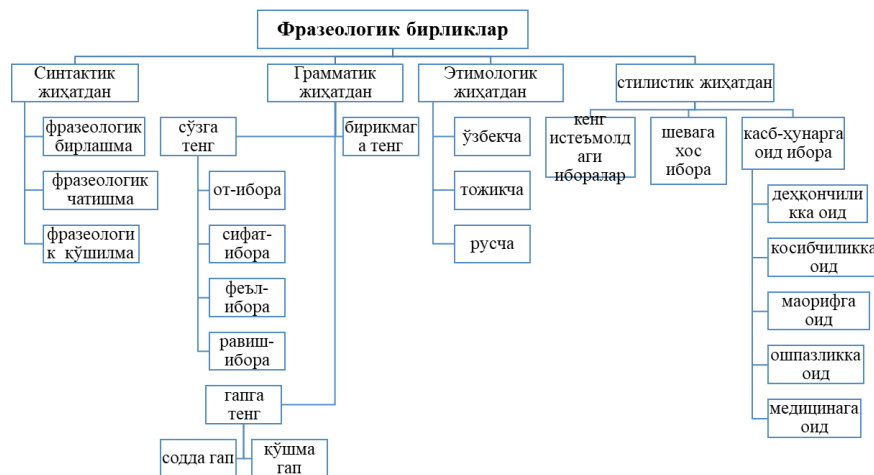 Фразеологик бирликлар
Синтактик
жиҳатдан
фразеологик
бирлашма
фразеологик
чатишма
фразеологи
к қўшилма
Грамматик
жиҳатдан
сўзга
тенг
бирикмаг
а тенг
от-ибора
сифат-
ибора
феъл-
ибора
равиш-
ибора
гапга
тенг
содда гап
қўшма
гап
Этимологик
жиҳатдан
ўзбекча
тожикча
русча
стилистик жиҳатдан
кенг
истеъмолд
аги
иборалар
шевага
хос
ибора
касб-ҳунарга
оид ибора
деҳқончили
кка оид
косибчиликка
оид
маорифга
оид
ошпазликка
оид
медицинага
оид